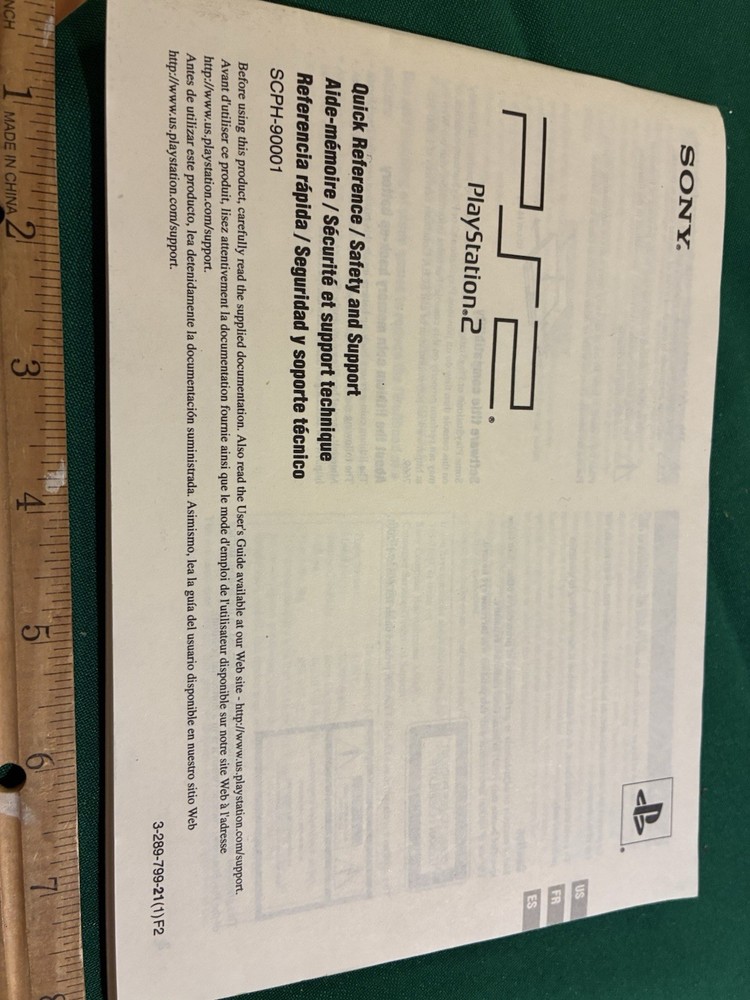 SONY®
PS2®
PlayStation®2
US
FR
ES
Quick Reference / Safety and Support
Aide-mémoire / Sécurité et support technique
Referencia rápida / Seguridad y soporte técnico
SCPH-90001
Before using this product, carefully read the supplied documentation. Also read the User's Guide available at our Web site - http://www.us.playstation.com/support.
Avant d'utiliser ce produit, lisez attentivement la documentation fournie ainsi que le mode d'emploi de l'utilisateur disponible sur notre site Web à l'adresse
http://www.us.playstation.com/support.
Antes de utilizar este producto, lea detenidamente la documentación suministrada. Asimismo, lea la guía del usuario disponible en nuestro sitio Web
http://www.us.playstation.com/support.
3-289-799-21(1)F2
INCH 1 MADE IN CHINA 2 3 4 5 6 7 8